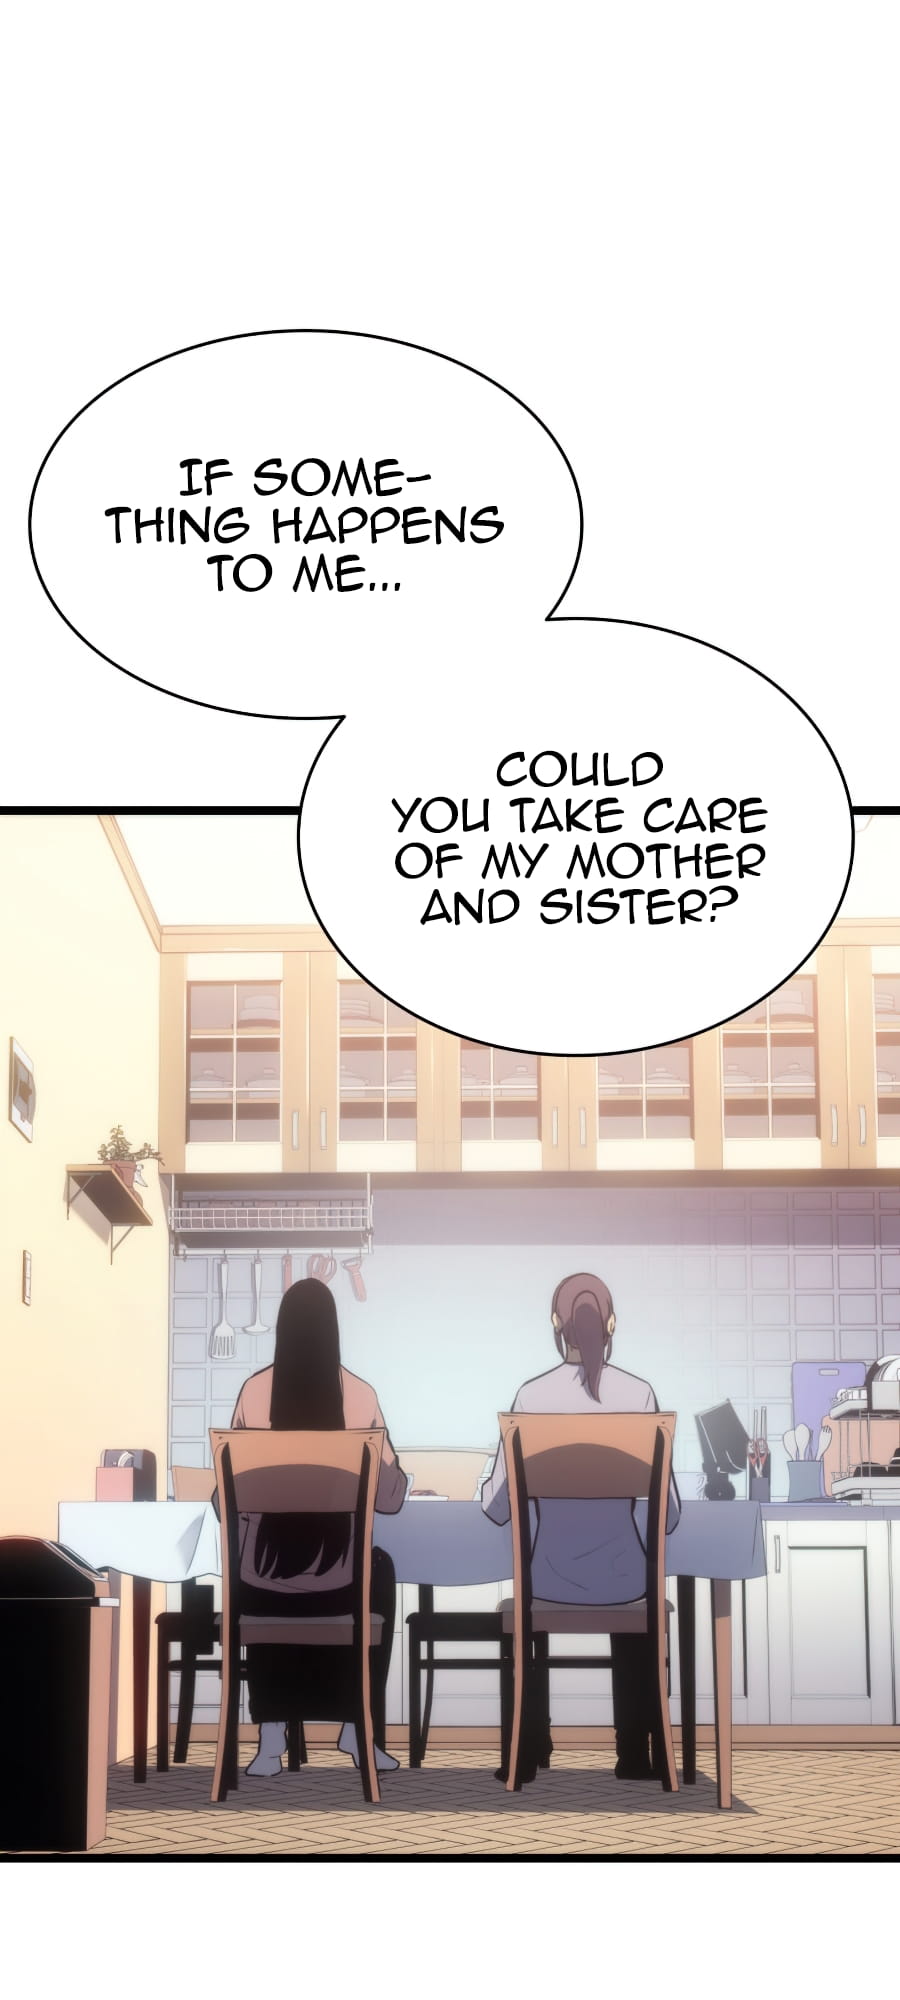 IF SOME-
THING HAPPENS
TO ME...
COULD
YOU TAKE CARE
OF MY MOTHER
AND SISTER?